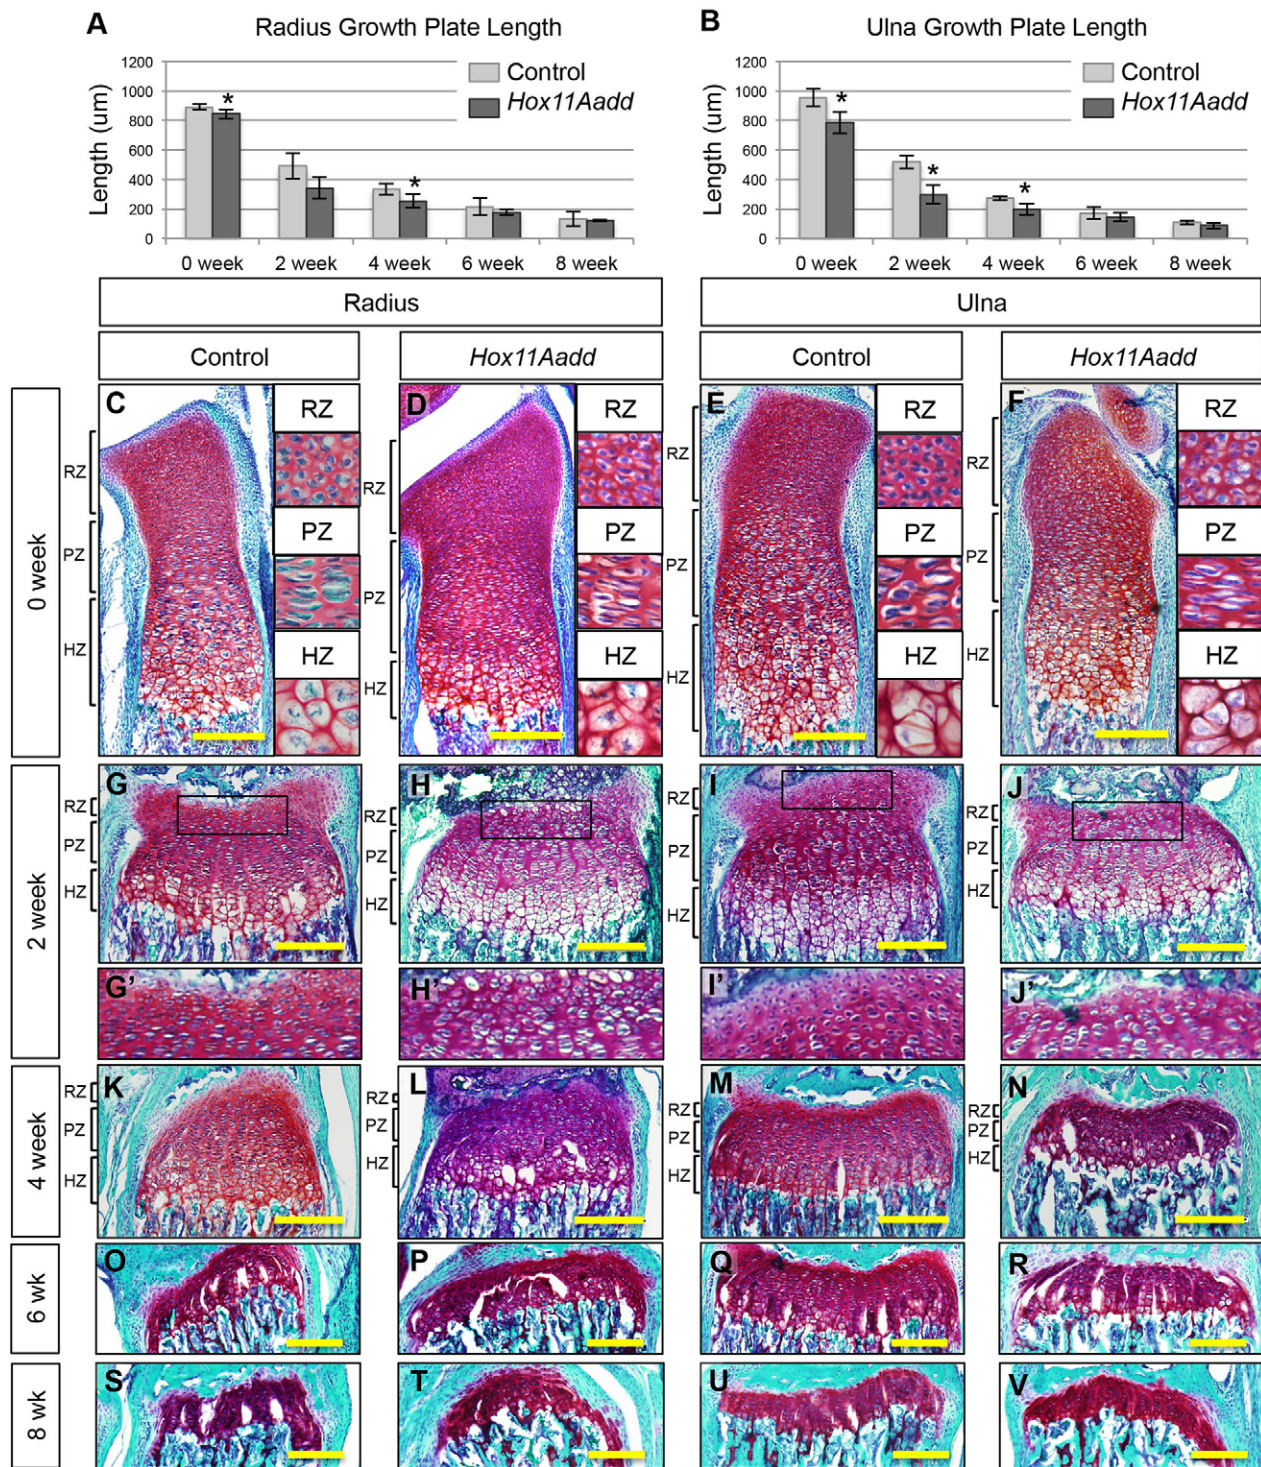 A Radius Growth Plate Length
1200
1000
800
600
400
200
0
Length (um)
Control
Hox11Aadd
*
*
0 week 2 week 4 week 6 week 8 week
B Ulna Growth Plate Length
1200
1000
800
600
400
200
0
Length (um)
Control
Hox11Aadd
*
*
*
0 week 2 week 4 week 6 week 8 week
Radius Ulna
Control Hox11Aadd Control Hox11Aadd
0 week
C RZ PZ HZ RZ PZ HZ
D RZ PZ HZ RZ PZ HZ
E RZ PZ HZ RZ PZ HZ
F RZ PZ HZ RZ PZ HZ
2 week
G RZ PZ HZ
H RZ PZ HZ
I RZ PZ HZ
J RZ PZ HZ
G' H' I' J'
4 week
K RZ PZ HZ
L RZ PZ HZ
M RZ PZ HZ
N RZ PZ HZ
6 wk
O P Q R
8 wk
S T U V